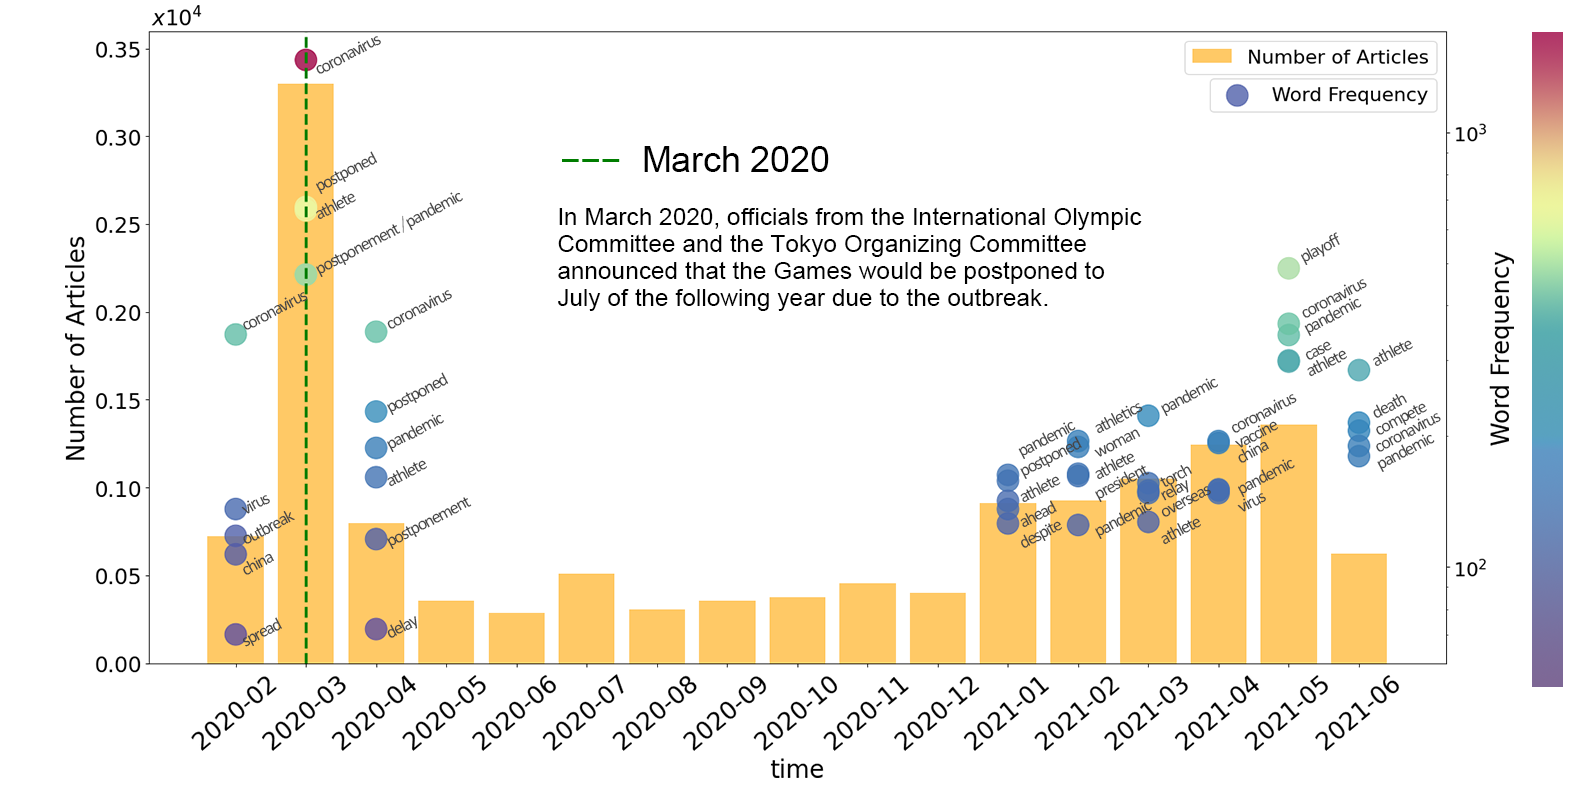 x10⁴
0.35
0.30
0.25
0.20
0.15
0.10
0.05
0.00
Number of Articles
Number of Articles
Word Frequency
March 2020
In March 2020, officials from the International Olympic
Committee and the Tokyo Organizing Committee
announced that the Games would be postponed to
July of the following year due to the outbreak.
coronavirus
virus
outbreak
china
spread
coronavirus
postponed
athlete
postponement / pandemic
coronavirus
postponed
pandemic
athlete
postponement
delay
pandemic
postponed
athlete
ahead
despite
athletics
woman
athlete
president
pandemic
pandemic
torch
relay
overseas
athlete
coronavirus
vaccine
china
pandemic
virus
playoff
coronavirus
pandemic
case
athlete
athlete
death
compete
coronavirus
pandemic
10³
10²
Word Frequency
2020-02
2020-03
2020-04
2020-05
2020-06
2020-07
2020-08
2020-09
2020-10
2020-11
2020-12
2021-01
2021-02
2021-03
2021-04
2021-05
2021-06
time